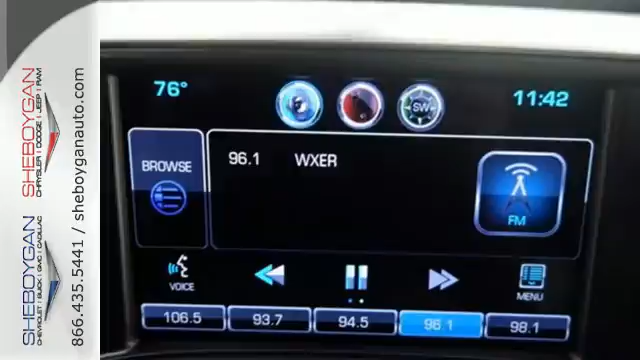 SHEBOYGAN
CHRYSLER | DODGE | JEEP | RAM
SHEBOYGAN
CHEVROLET | BUICK | GMC | CADILLAC
866.435.5441 / sheboyganauto.com
76°
SW
11:42
BROWSE
96.1 WXER
FM
VOICE
MENU
106.5 93.7 94.5 96.1 98.1